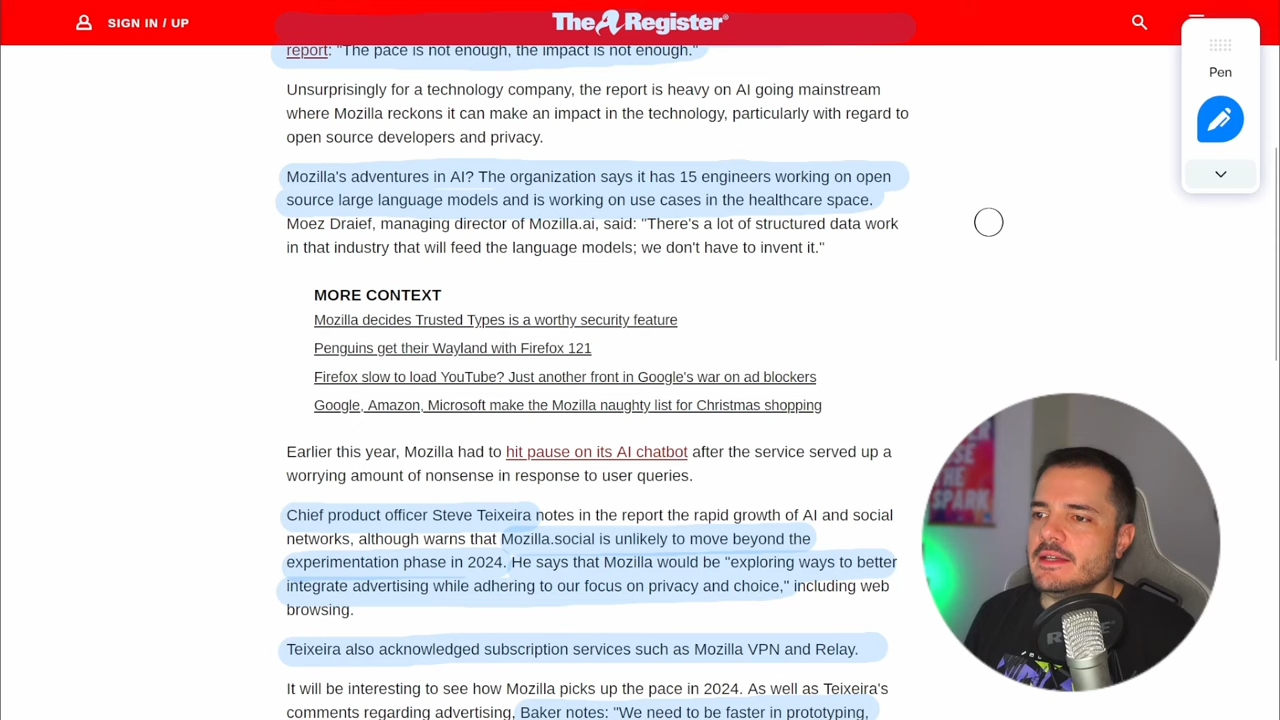 SIGN IN / UP
The Register®
report: "The pace is not enough, the impact is not enough."
Pen
Unsurprisingly for a technology company, the report is heavy on AI going mainstream
where Mozilla reckons it can make an impact in the technology, particularly with regard to
open source developers and privacy.
Mozilla's adventures in AI? The organization says it has 15 engineers working on open
source large language models and is working on use cases in the healthcare space.
Moez Draief, managing director of Mozilla.ai, said: "There's a lot of structured data work
in that industry that will feed the language models; we don't have to invent it."
MORE CONTEXT
Mozilla decides Trusted Types is a worthy security feature
Penguins get their Wayland with Firefox 121
Firefox slow to load YouTube? Just another front in Google's war on ad blockers
Google, Amazon, Microsoft make the Mozilla naughty list for Christmas shopping
Earlier this year, Mozilla had to hit pause on its AI chatbot after the service served up a
worrying amount of nonsense in response to user queries.
Chief product officer Steve Teixeira notes in the report the rapid growth of AI and social
networks, although warns that Mozilla.social is unlikely to move beyond the
experimentation phase in 2024. He says that Mozilla would be "exploring ways to better
integrate advertising while adhering to our focus on privacy and choice," including web
browsing.
Teixeira also acknowledged subscription services such as Mozilla VPN and Relay.
It will be interesting to see how Mozilla picks up the pace in 2024. As well as Teixeira's
comments regarding advertising, Baker notes: "We need to be faster in prototyping,
THE
SPARK